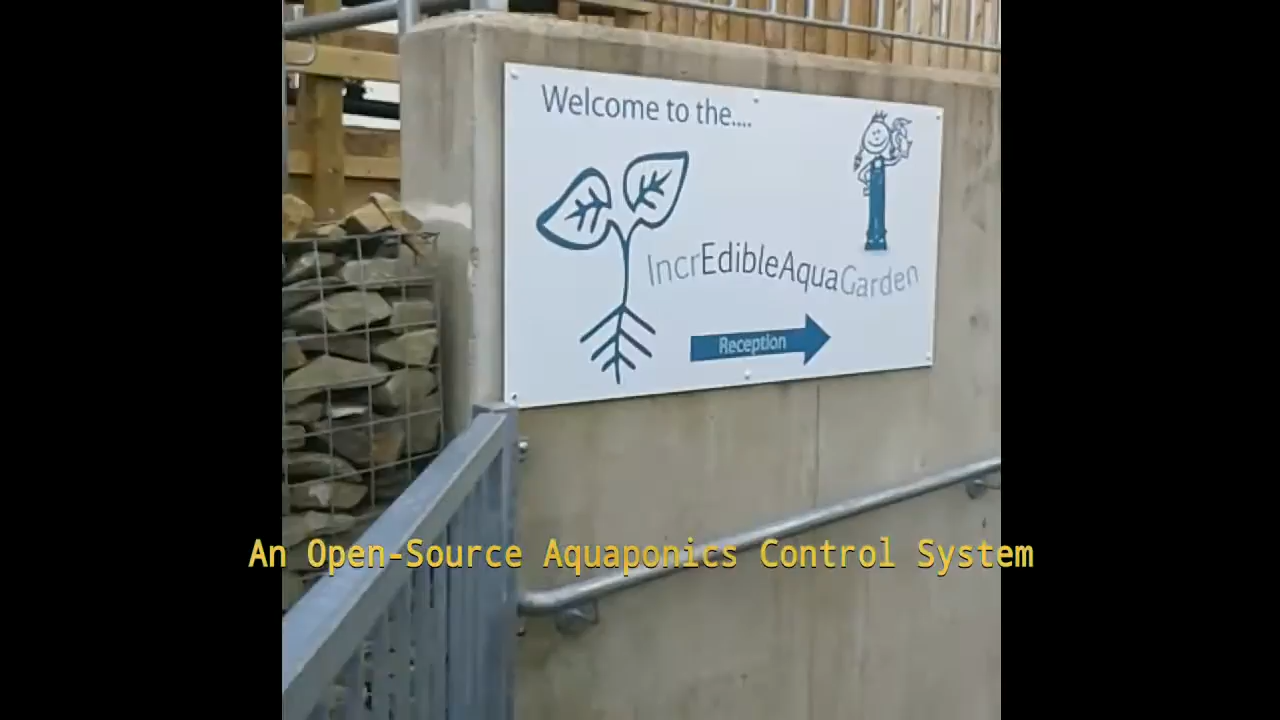 Welcome to the....
IncrEdibleAquaGarden
Reception
An Open-Source Aquaponics Control System